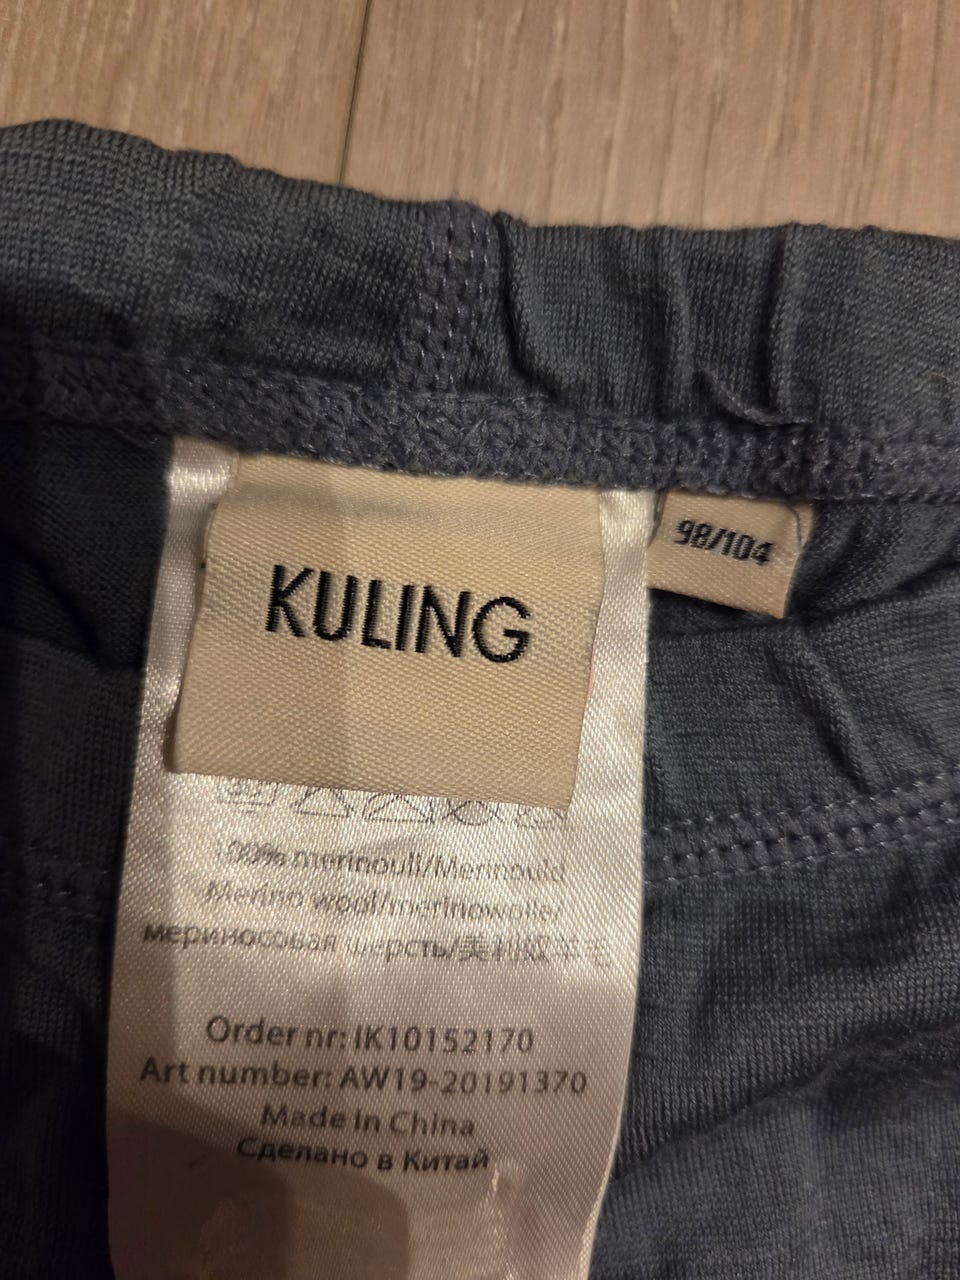 KULING
98/104
100% merinoull/Merinould
Merino wool/merinowolle/
мериносовая шерсть/美利奴羊毛
Order nr: IK10152170
Art number: AW19-20191370
Made in China
Сделано в Китай